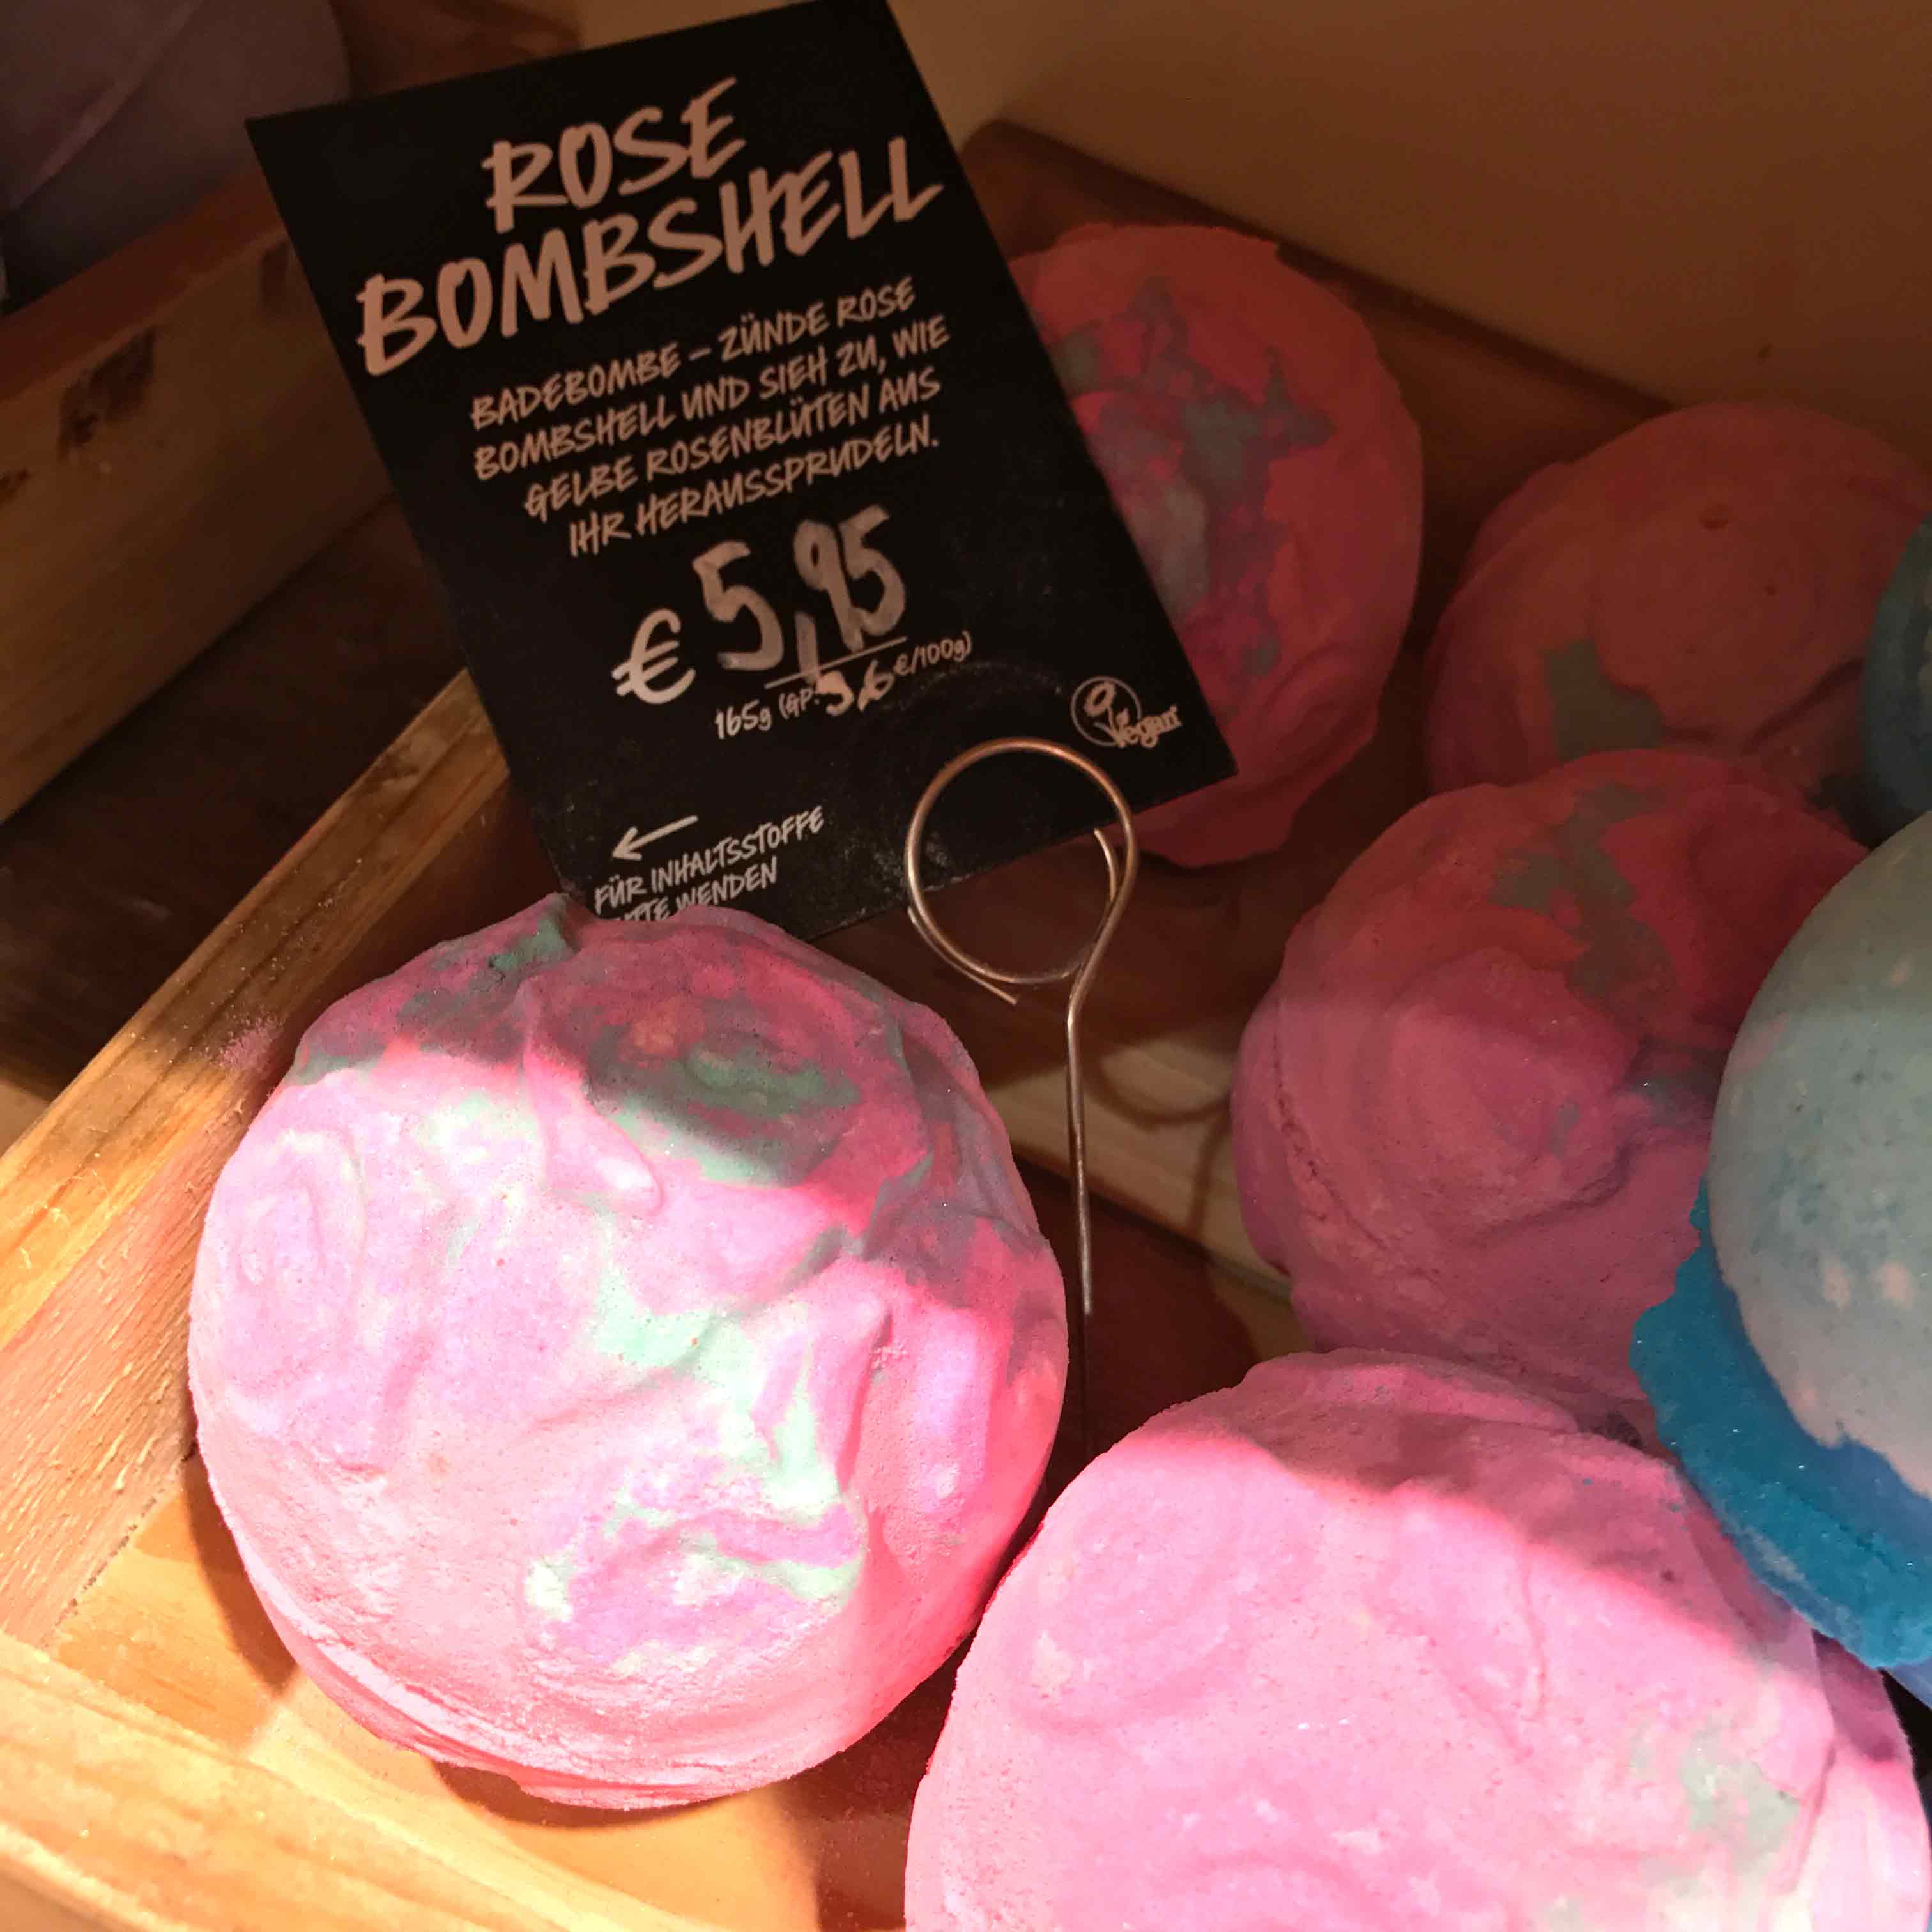 ROSE
BOMBSHELL
BADEBOMBE – ZÜNDE ROSE
BOMBSHELL UND SIEH ZU, WIE
GELBE ROSENBLÜTEN AUS
IHR HERAUSSPRUDELN.
€ 5,95
165g (GP: 3,6 €/100g)
Vegan
← FÜR INHALTSSTOFFE
WENDEN